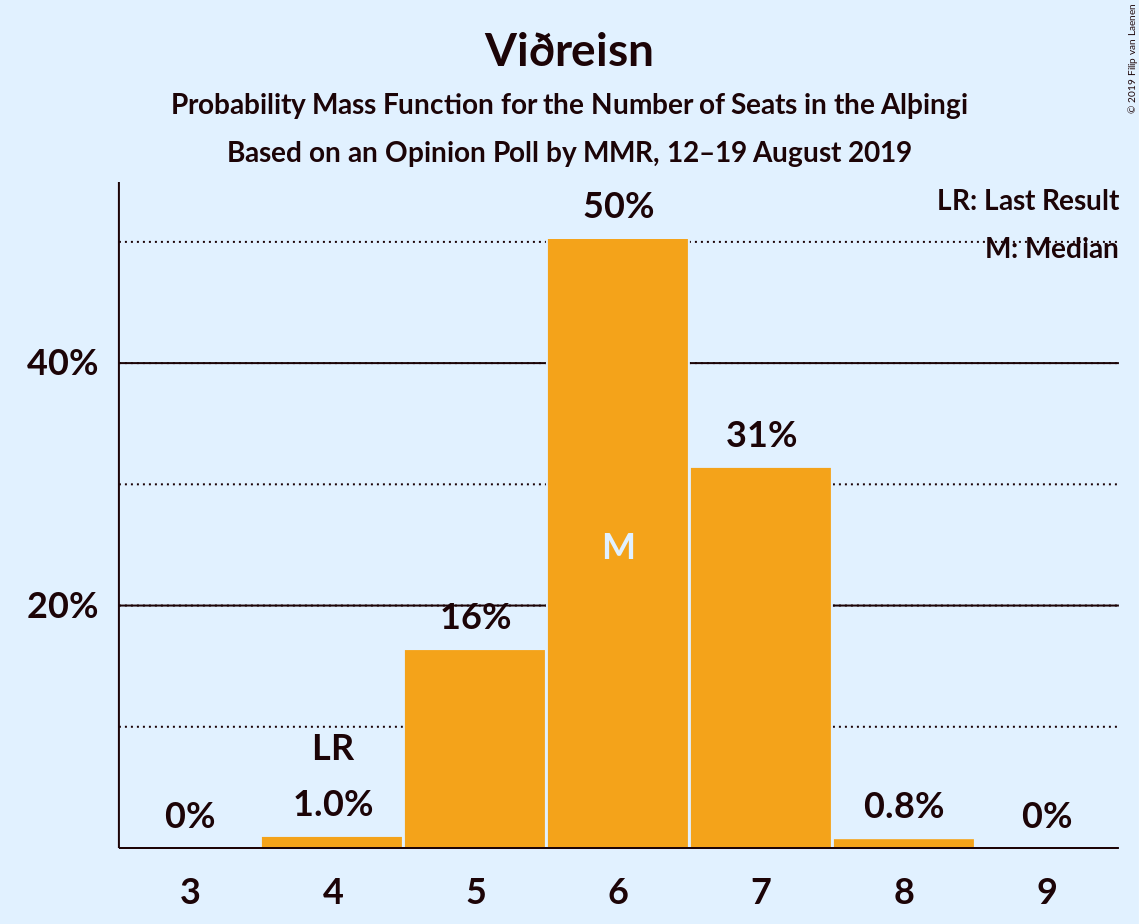 Viðreisn
Probability Mass Function for the Number of Seats in the Alþingi
Based on an Opinion Poll by MMR, 12–19 August 2019
© 2019 Filip van Laenen
LR: Last Result
M: Median
50%
40%
31%
M
20%
16%
LR
0%
1.0%
0.8%
0%
3 4 5 6 7 8 9